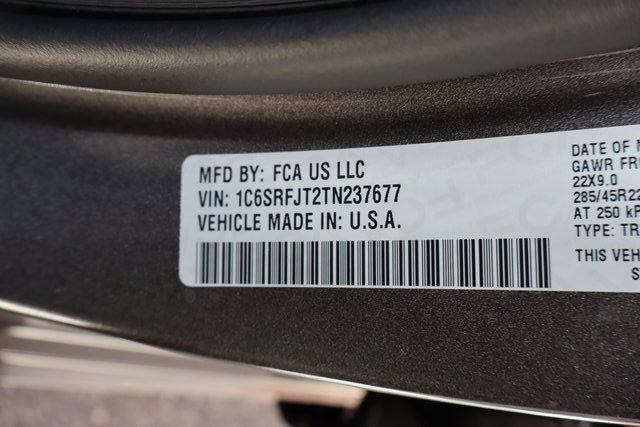 MFD BY: FCA US LLC
VIN: 1C6SRFJT2TN237677
VEHICLE MADE IN: U.S.A.
DATE OF M
GAWR FR
22X9.0
285/45R22
AT 250 kP
TYPE: TR
THIS VEH
S